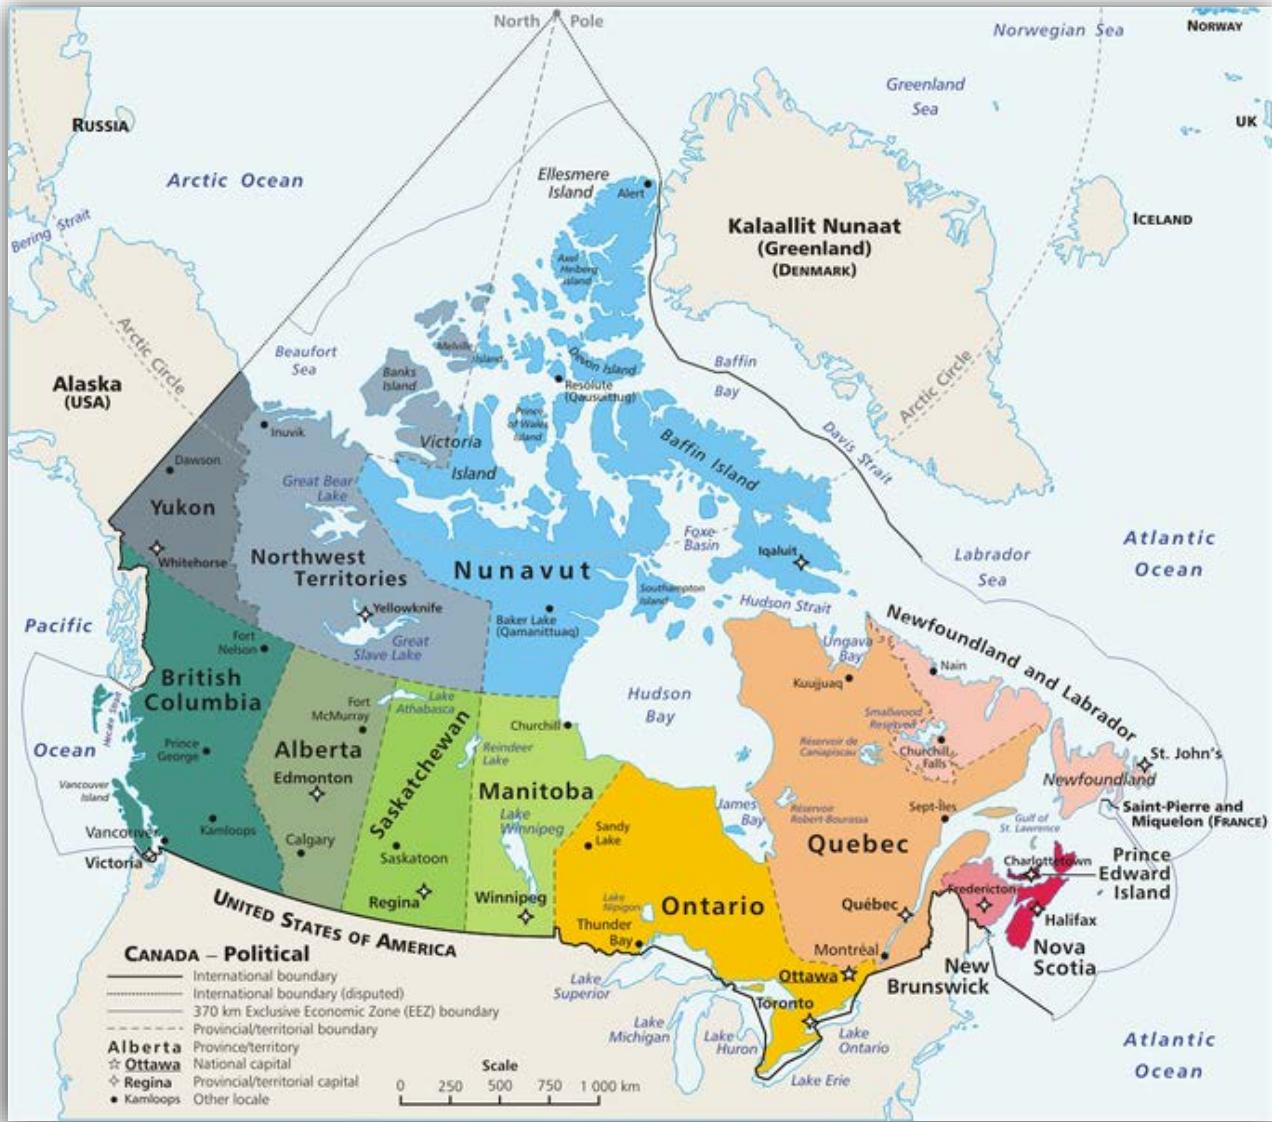 North Pole
Norwegian Sea
NORWAY
Greenland
Sea
UK
RUSSIA
Arctic Ocean
Ellesmere
Island
Alert
Bering Strait
Kalaallit Nunaat
(Greenland)
(DENMARK)
ICELAND
Axel
Heiberg
Island
Arctic Circle
Beaufort
Sea
Melville
Island
Devon Island
Baffin
Bay
Arctic Circle
Alaska
(USA)
Banks
Island
Resolute
(Qausuittuq)
Prince
of Wales
Island
Inuvik
Victoria
Island
Baffin Island
Davis Strait
Dawson
Great Bear
Lake
Yukon
Foxe
Basin
Iqaluit
Atlantic
Ocean
Whitehorse
Northwest
Territories
Nunavut
Labrador
Sea
Southampton
Island
Hudson Strait
Yellowknife
Baker Lake
(Qamanittuaq)
Newfoundland and Labrador
Pacific
Ocean
Fort
Nelson
Great
Slave Lake
Ungava
Bay
Nain
British
Columbia
Kuujjuaq
Hecate Strait
Fort
McMurray
Lake
Athabasca
Hudson
Bay
Churchill
Smallwood
Reservoir
Réservoir de
Caniapiscau
Churchill
Falls
Prince
George
Alberta
Edmonton
Saskatchewan
Reindeer
Lake
St. John's
Newfoundland
Vancouver
Island
Manitoba
Lake
Winnipeg
James
Bay
Réservoir
Robert-Bourassa
Sept-Îles
Saint-Pierre and
Miquelon (FRANCE)
Gulf of
St. Lawrence
Vancouver
Kamloops
Calgary
Saskatoon
Sandy
Lake
Quebec
Victoria
Charlottetown
Prince
Edward
Island
Regina
Winnipeg
Lake
Nipigon
Ontario
Québec
Fredericton
Halifax
UNITED STATES OF AMERICA
Thunder
Bay
Montréal
Nova
Scotia
New
Brunswick
Ottawa
Lake
Superior
Toronto
Lake
Michigan
Lake
Huron
Lake
Ontario
Lake Erie
Atlantic
Ocean
CANADA – Political
International boundary
International boundary (disputed)
370 km Exclusive Economic Zone (EEZ) boundary
Provincial/territorial boundary
Alberta Province/territory
Ottawa National capital
Regina Provincial/territorial capital
Kamloops Other locale
Scale
0 250 500 750 1 000 km